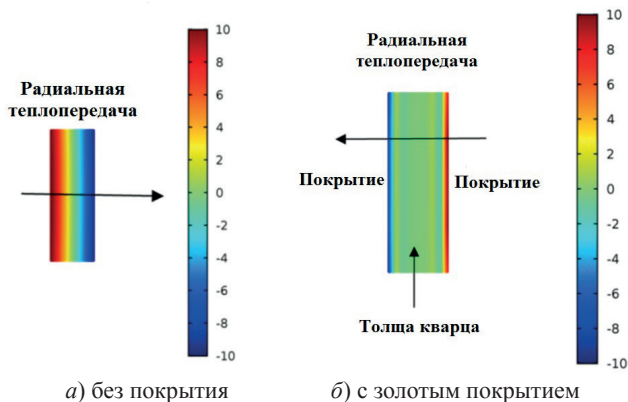 Радиальная
теплопередача
10
8
6
4
2
0
-2
-4
-6
-8
-10
Радиальная
теплопередача
Покрытие
Покрытие
Толща кварца
10
8
6
4
2
0
-2
-4
-6
-8
-10
а) без покрытия
б) с золотым покрытием